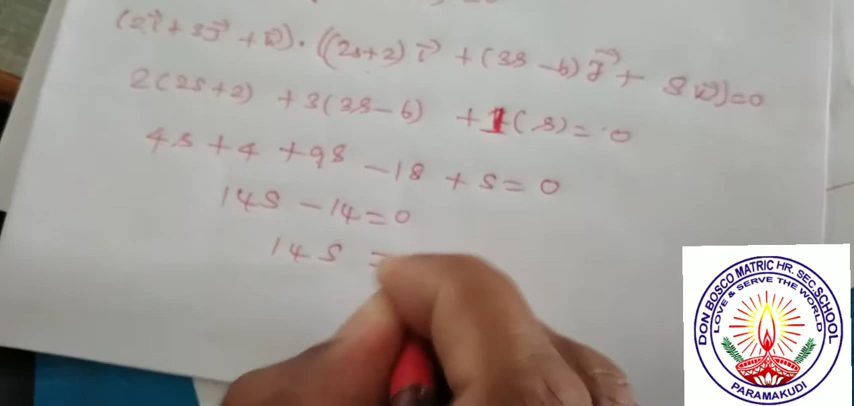 (2i⃗ + 3j⃗ + k⃗) · ((2s+2) i⃗ + (3s - 6) j⃗ + s k⃗) = 0
2(2s+2) + 3(3s - 6) + 1(s) = 0
4s + 4 + 9s - 18 + s = 0
14s - 14 = 0
14s =
DON BOSCO MATRIC HR. SEC. SCHOOL
LOVE & SERVE THE WORLD
PARAMAKUDI